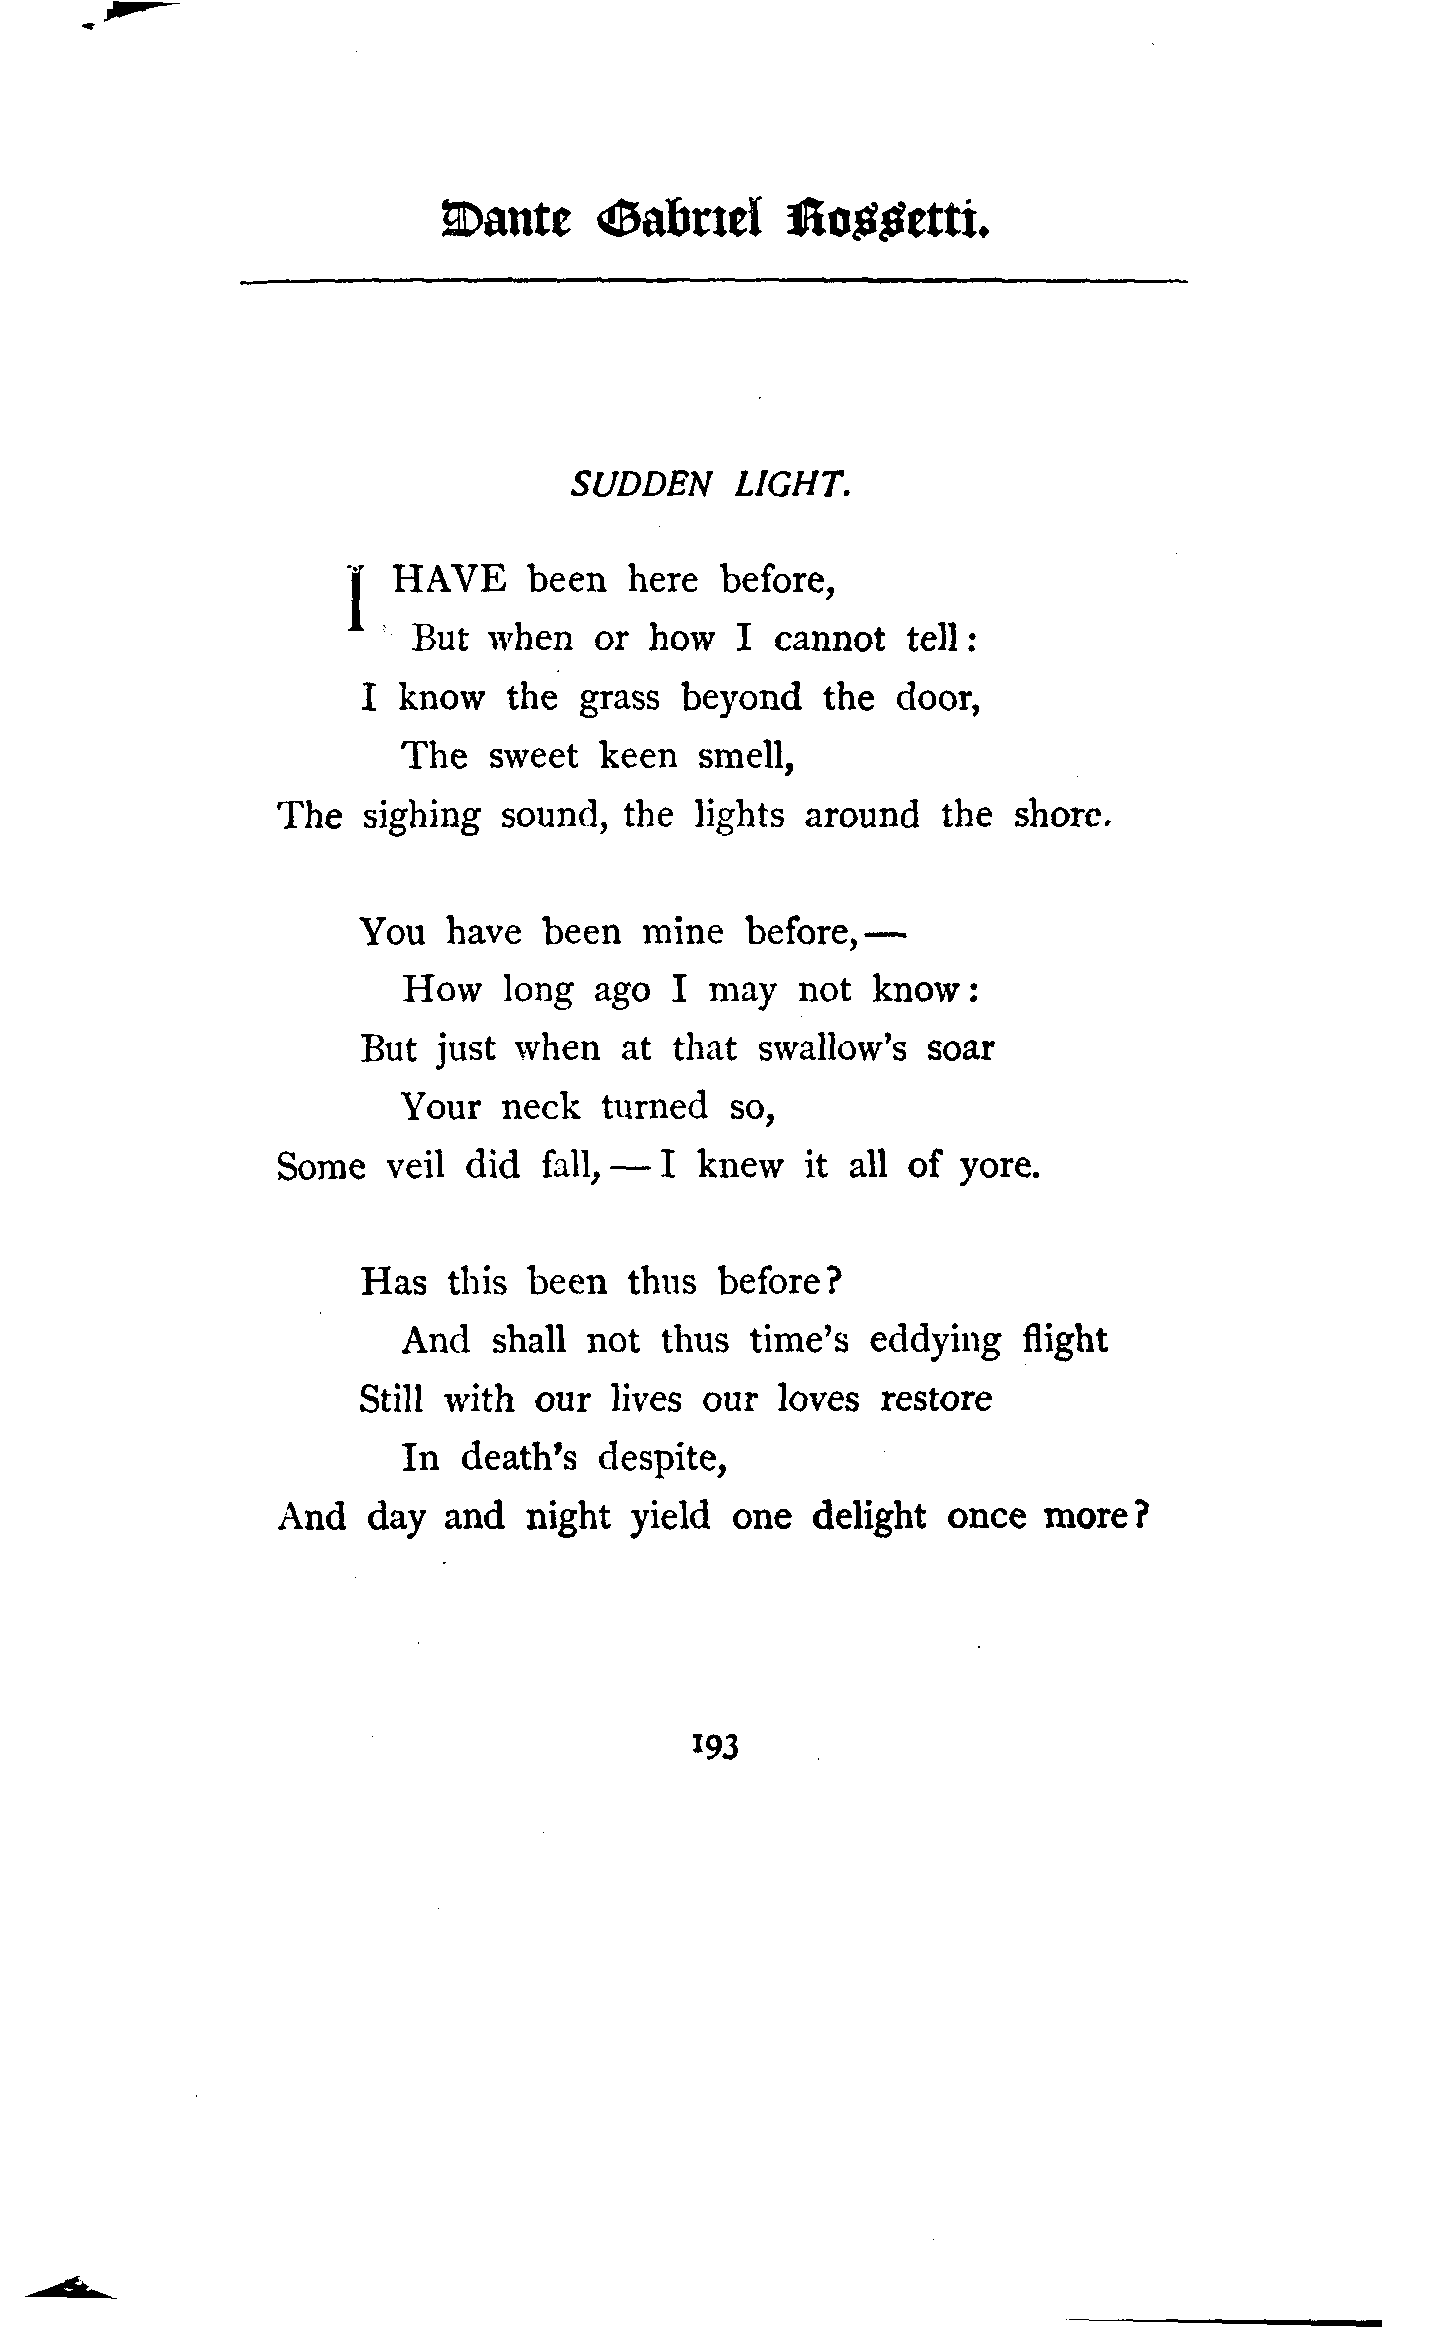 Dante Gabriel Rossetti.
SUDDEN LIGHT.
I HAVE been here before,
But when or how I cannot tell:
I know the grass beyond the door,
The sweet keen smell,
The sighing sound, the lights around the shore.
You have been mine before,—
How long ago I may not know:
But just when at that swallow's soar
Your neck turned so,
Some veil did fall,—I knew it all of yore.
Has this been thus before?
And shall not thus time's eddying flight
Still with our lives our loves restore
In death's despite,
And day and night yield one delight once more?
193